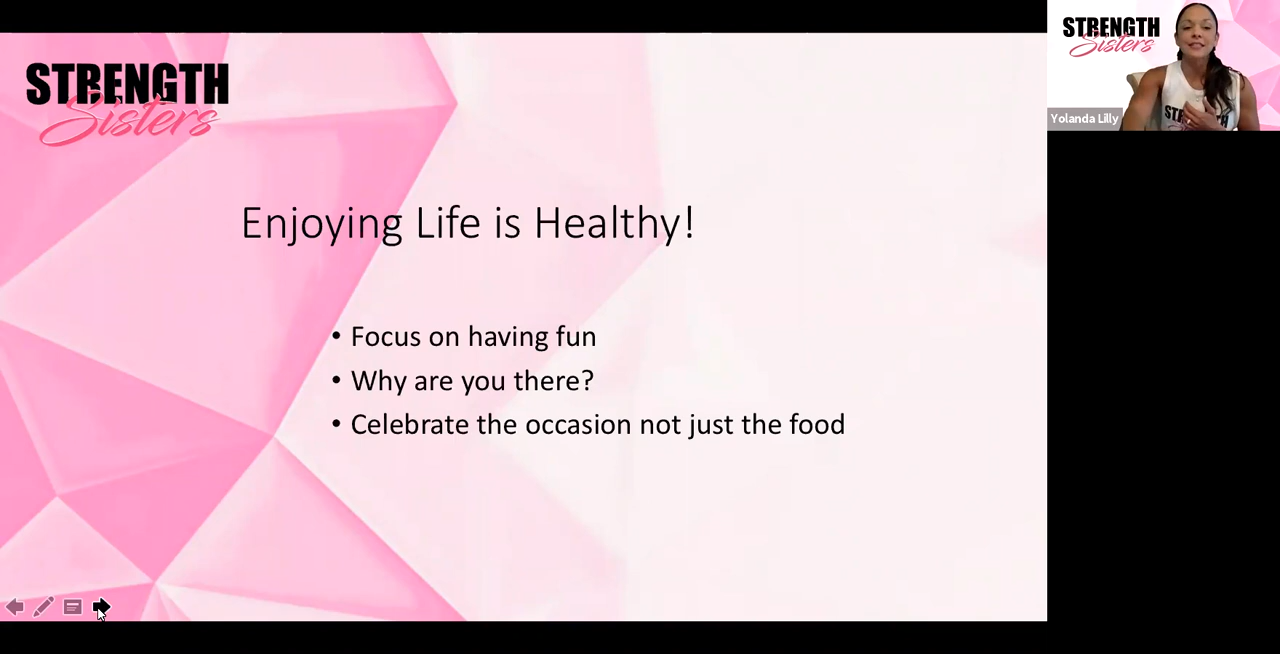 STRENGTH
Sisters
Enjoying Life is Healthy!
• Focus on having fun
• Why are you there?
• Celebrate the occasion not just the food
STRENGTH
Sisters
Yolanda Lilly